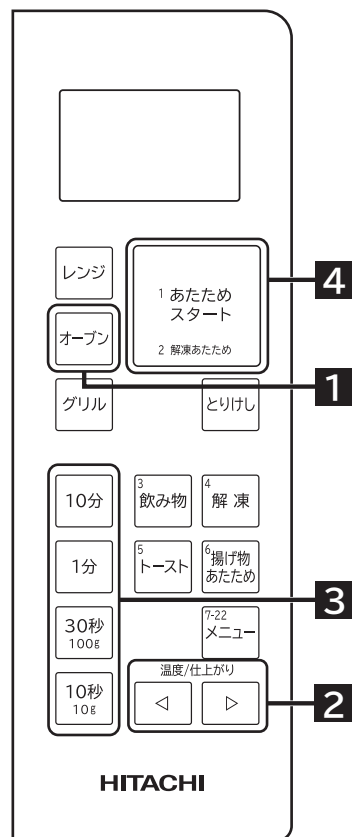 レンジ
1 あたため
スタート
2 解凍あたため
4
オーブン
1
グリル
とりけし
10分
3
飲み物
4
解 凍
1分
5
トースト
6
揚げ物
あたため
3
30秒
100g
7-22
メニュー
温度/仕上がり
10秒
10g
◁
▷
2
HITACHI